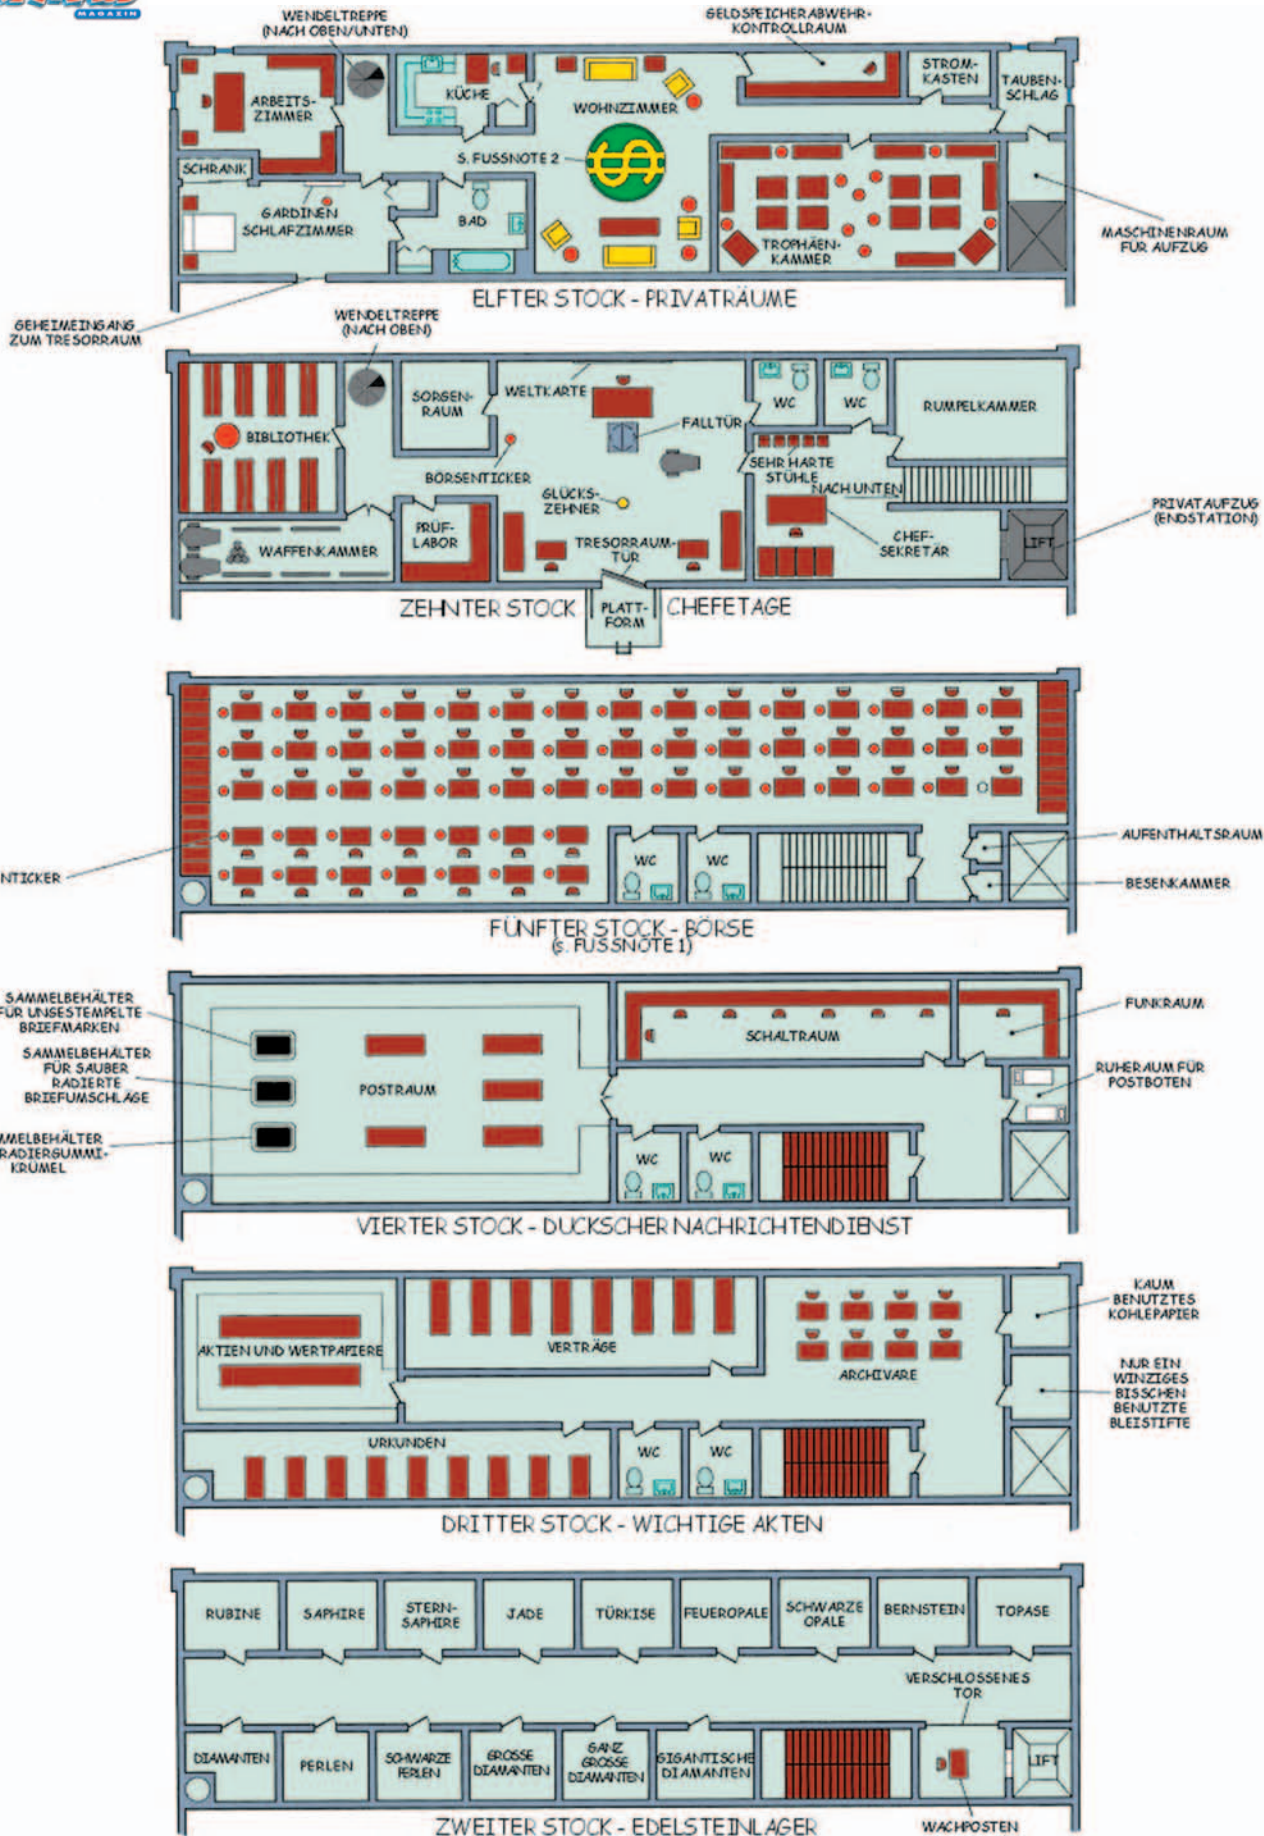 MAGAZIN
WENDELTREPPE
(NACH OBEN/UNTEN)
GELDSPEICHERABWEHR-
KONTROLLRAUM
ARBEITS-
ZIMMER
KÜCHE
WOHNZIMMER
STROM-
KASTEN
TAUBEN-
SCHLAG
S. FUSSNOTE 2
SCHRANK
GARDINEN
SCHLAFZIMMER
BAD
TROPHÄEN-
KAMMER
MASCHINENRAUM
FÜR AUFZUG
ELFTER STOCK - PRIVATRÄUME
GEHEIMEINGANG
ZUM TRESORRAUM
WENDELTREPPE
(NACH OBEN)
SORGEN-
RAUM
WELTKARTE
WC
WC
RUMPELKAMMER
BIBLIOTHEK
FALLTÜR
BÖRSENTICKER
SEHR HARTE
STÜHLE
NACH UNTEN
GLÜCKS-
ZEHNER
PRIVATAUFZUG
(ENDSTATION)
WAFFENKAMMER
PRÜF-
LABOR
TRESORRAUM-
TÜR
CHEF-
SEKRETÄR
LIFT
ZEHNTER STOCK
PLATT-
FORM
CHEFETAGE
NTICKER
WC
WC
AUFENTHALTSRAUM
BESENKAMMER
FÜNFTER STOCK - BÖRSE
(s. FUSSNOTE 1)
SAMMELBEHÄLTER
FÜR UNGESTEMPELTE
BRIEFMARKEN
SAMMELBEHÄLTER
FÜR SAUBER
RADIERTE
BRIEFUMSCHLÄGE
MMELBEHÄLTER
RADIERGUMMI-
KRÜMEL
POSTRAUM
SCHALTRAUM
FUNKRAUM
RUHERAUM FÜR
POSTBOTEN
WC
WC
VIERTER STOCK - DUCKSCHER NACHRICHTENDIENST
AKTIEN UND WERTPAPIERE
VERTRÄGE
ARCHIVARE
KAUM
BENUTZTES
KOHLEPAPIER
NUR EIN
WINZIGES
BISSCHEN
BENUTZTE
BLEISTIFTE
URKUNDEN
WC
WC
DRITTER STOCK - WICHTIGE AKTEN
RUBINE
SAPHIRE
STERN-
SAPHIRE
JADE
TÜRKISE
FEUEROPALE
SCHWARZE
OPALE
BERNSTEIN
TOPASE
VERSCHLOSSENES
TOR
DIAMANTEN
PERLEN
SCHWARZE
PERLEN
GROSSE
DIAMANTEN
GANZ
GROSSE
DIAMANTEN
GIGANTISCHE
DIAMANTEN
LIFT
ZWEITER STOCK - EDELSTEINLAGER
WACHPOSTEN